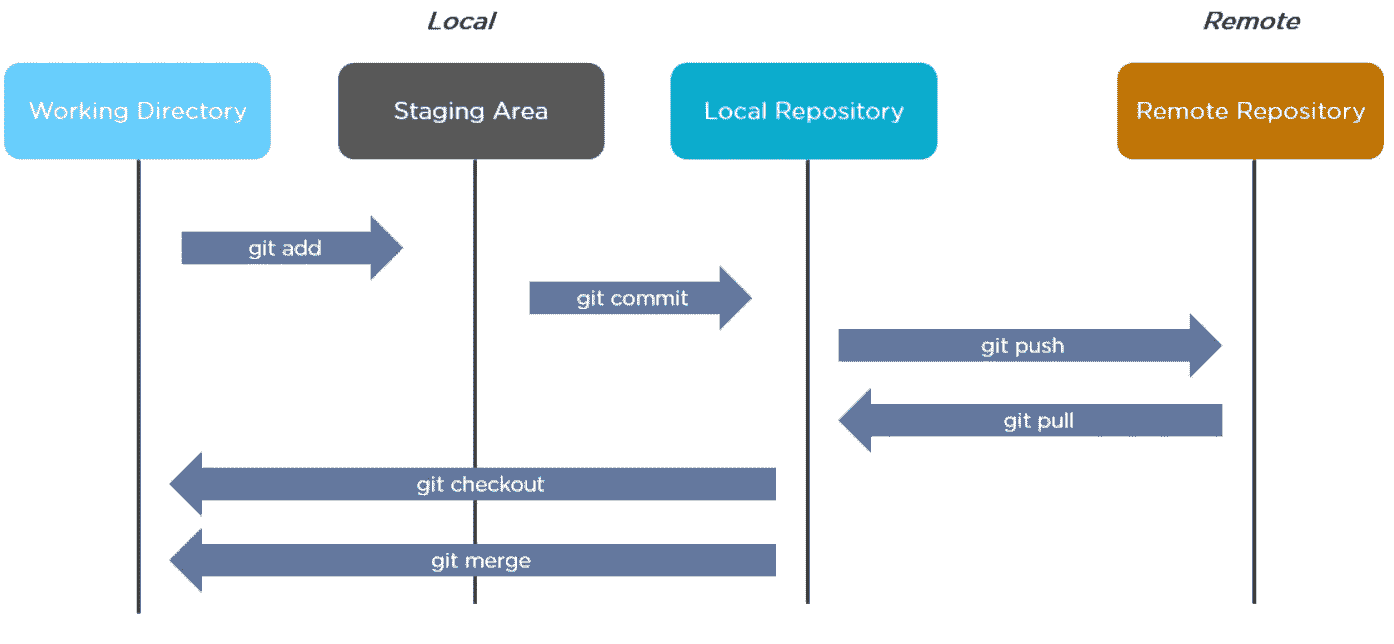 Local
Remote
Working Directory
Staging Area
Local Repository
Remote Repository
git add
git commit
git push
git pull
git checkout
git merge